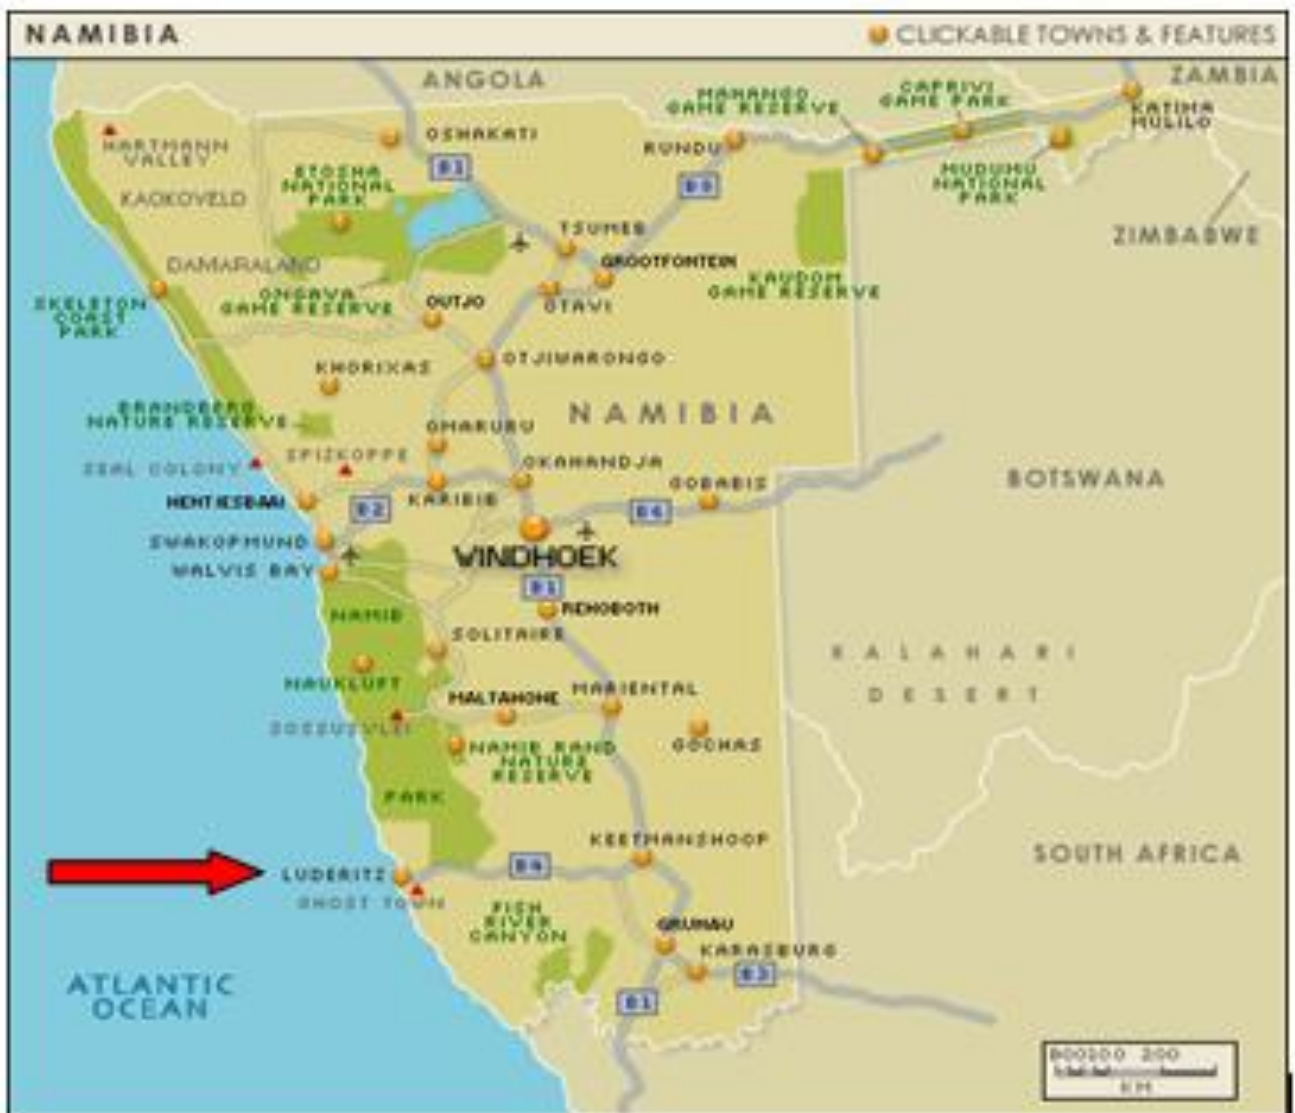 NAMIBIA
CLICKABLE TOWNS & FEATURES
ANGOLA
ZAMBIA
MAHANGO
GAME RESERVE
CAPRIVI
GAME PARK
KATIMA
MULILO
HARTMANN
VALLEY
OSHAKATI
RUNDU
B1
B8
ETOSHA
NATIONAL
PARK
MUDUMU
NATIONAL
PARK
KAOKOVELD
ZIMBABWE
TSUMEB
GROOTFONTEIN
DAMARALAND
KAUDOM
GAME RESERVE
ONGAVA
GAME RESERVE
SKELETON
COAST
PARK
OUTJO
OTAVI
OTJIWARONGO
KHORIXAS
BRANDBERG
NATURE RESERVE
NAMIBIA
OMARURU
SPIZKOPPE
SEAL COLONY
OKAHANDJA
GOBABIS
BOTSWANA
HENTIESBAAI
B2
KARIBIB
B6
SWAKOPMUND
WINDHOEK
WALVIS BAY
B1
REHOBOTH
NAMIB
SOLITAIRE
KALAHARI
DESERT
NAUKLUFT
MALTAHOHE
MARIENTAL
SOSSUSVLEI
GOCHAS
NAMIB RAND
NATURE
RESERVE
PARK
KEETMANSHOOP
SOUTH AFRICA
LUDERITZ
B4
GHOST TOWN
FISH
RIVER
CANYON
GRUNAU
KARASBURG
B3
ATLANTIC
OCEAN
B1
200
KM